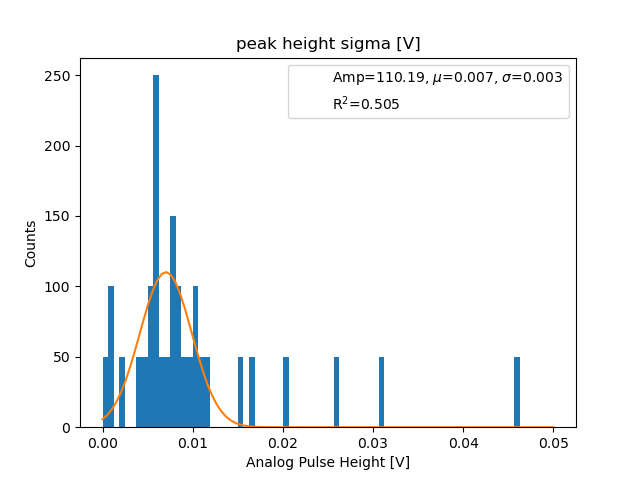 peak height sigma [V]
Amp=110.19, μ=0.007, σ=0.003
R²=0.505
250
200
150
100
50
0
Counts
0.00 0.01 0.02 0.03 0.04 0.05
Analog Pulse Height [V]